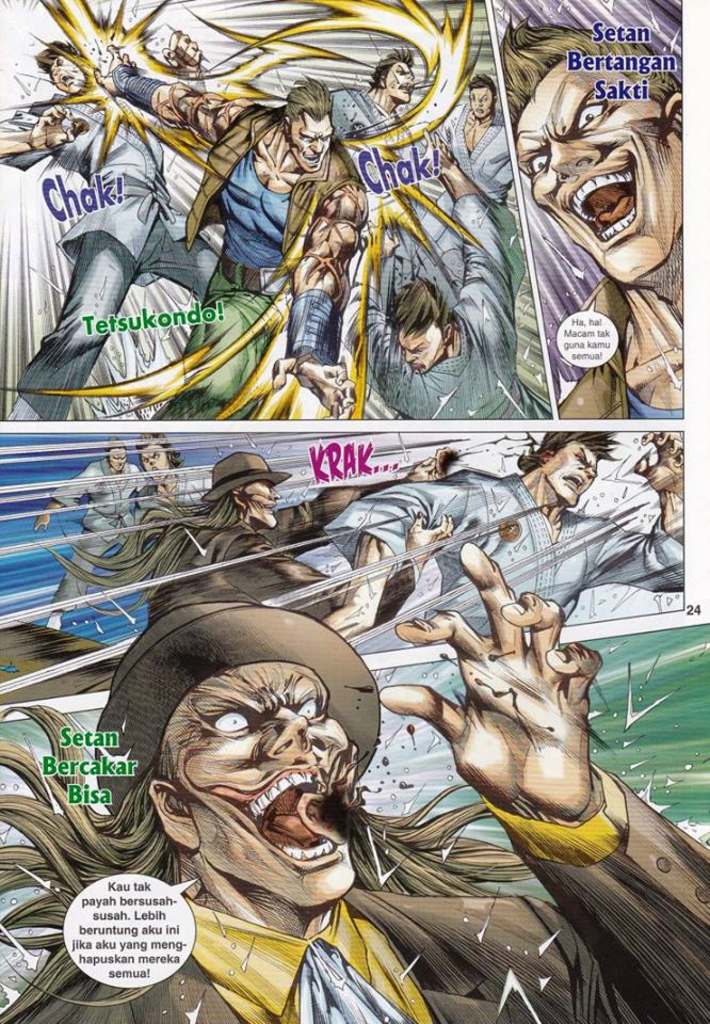 Chak!
Chak!
Tetsukondo!
Setan
Bertangan
Sakti
Ha, ha!
Macam tak
guna kamu
semua!
KRAK...
24
Setan
Bercakar
Bisa
Kau tak
payah bersusah-
susah. Lebih
beruntung aku ini
jika aku yang meng-
hapuskan mereka
semua!